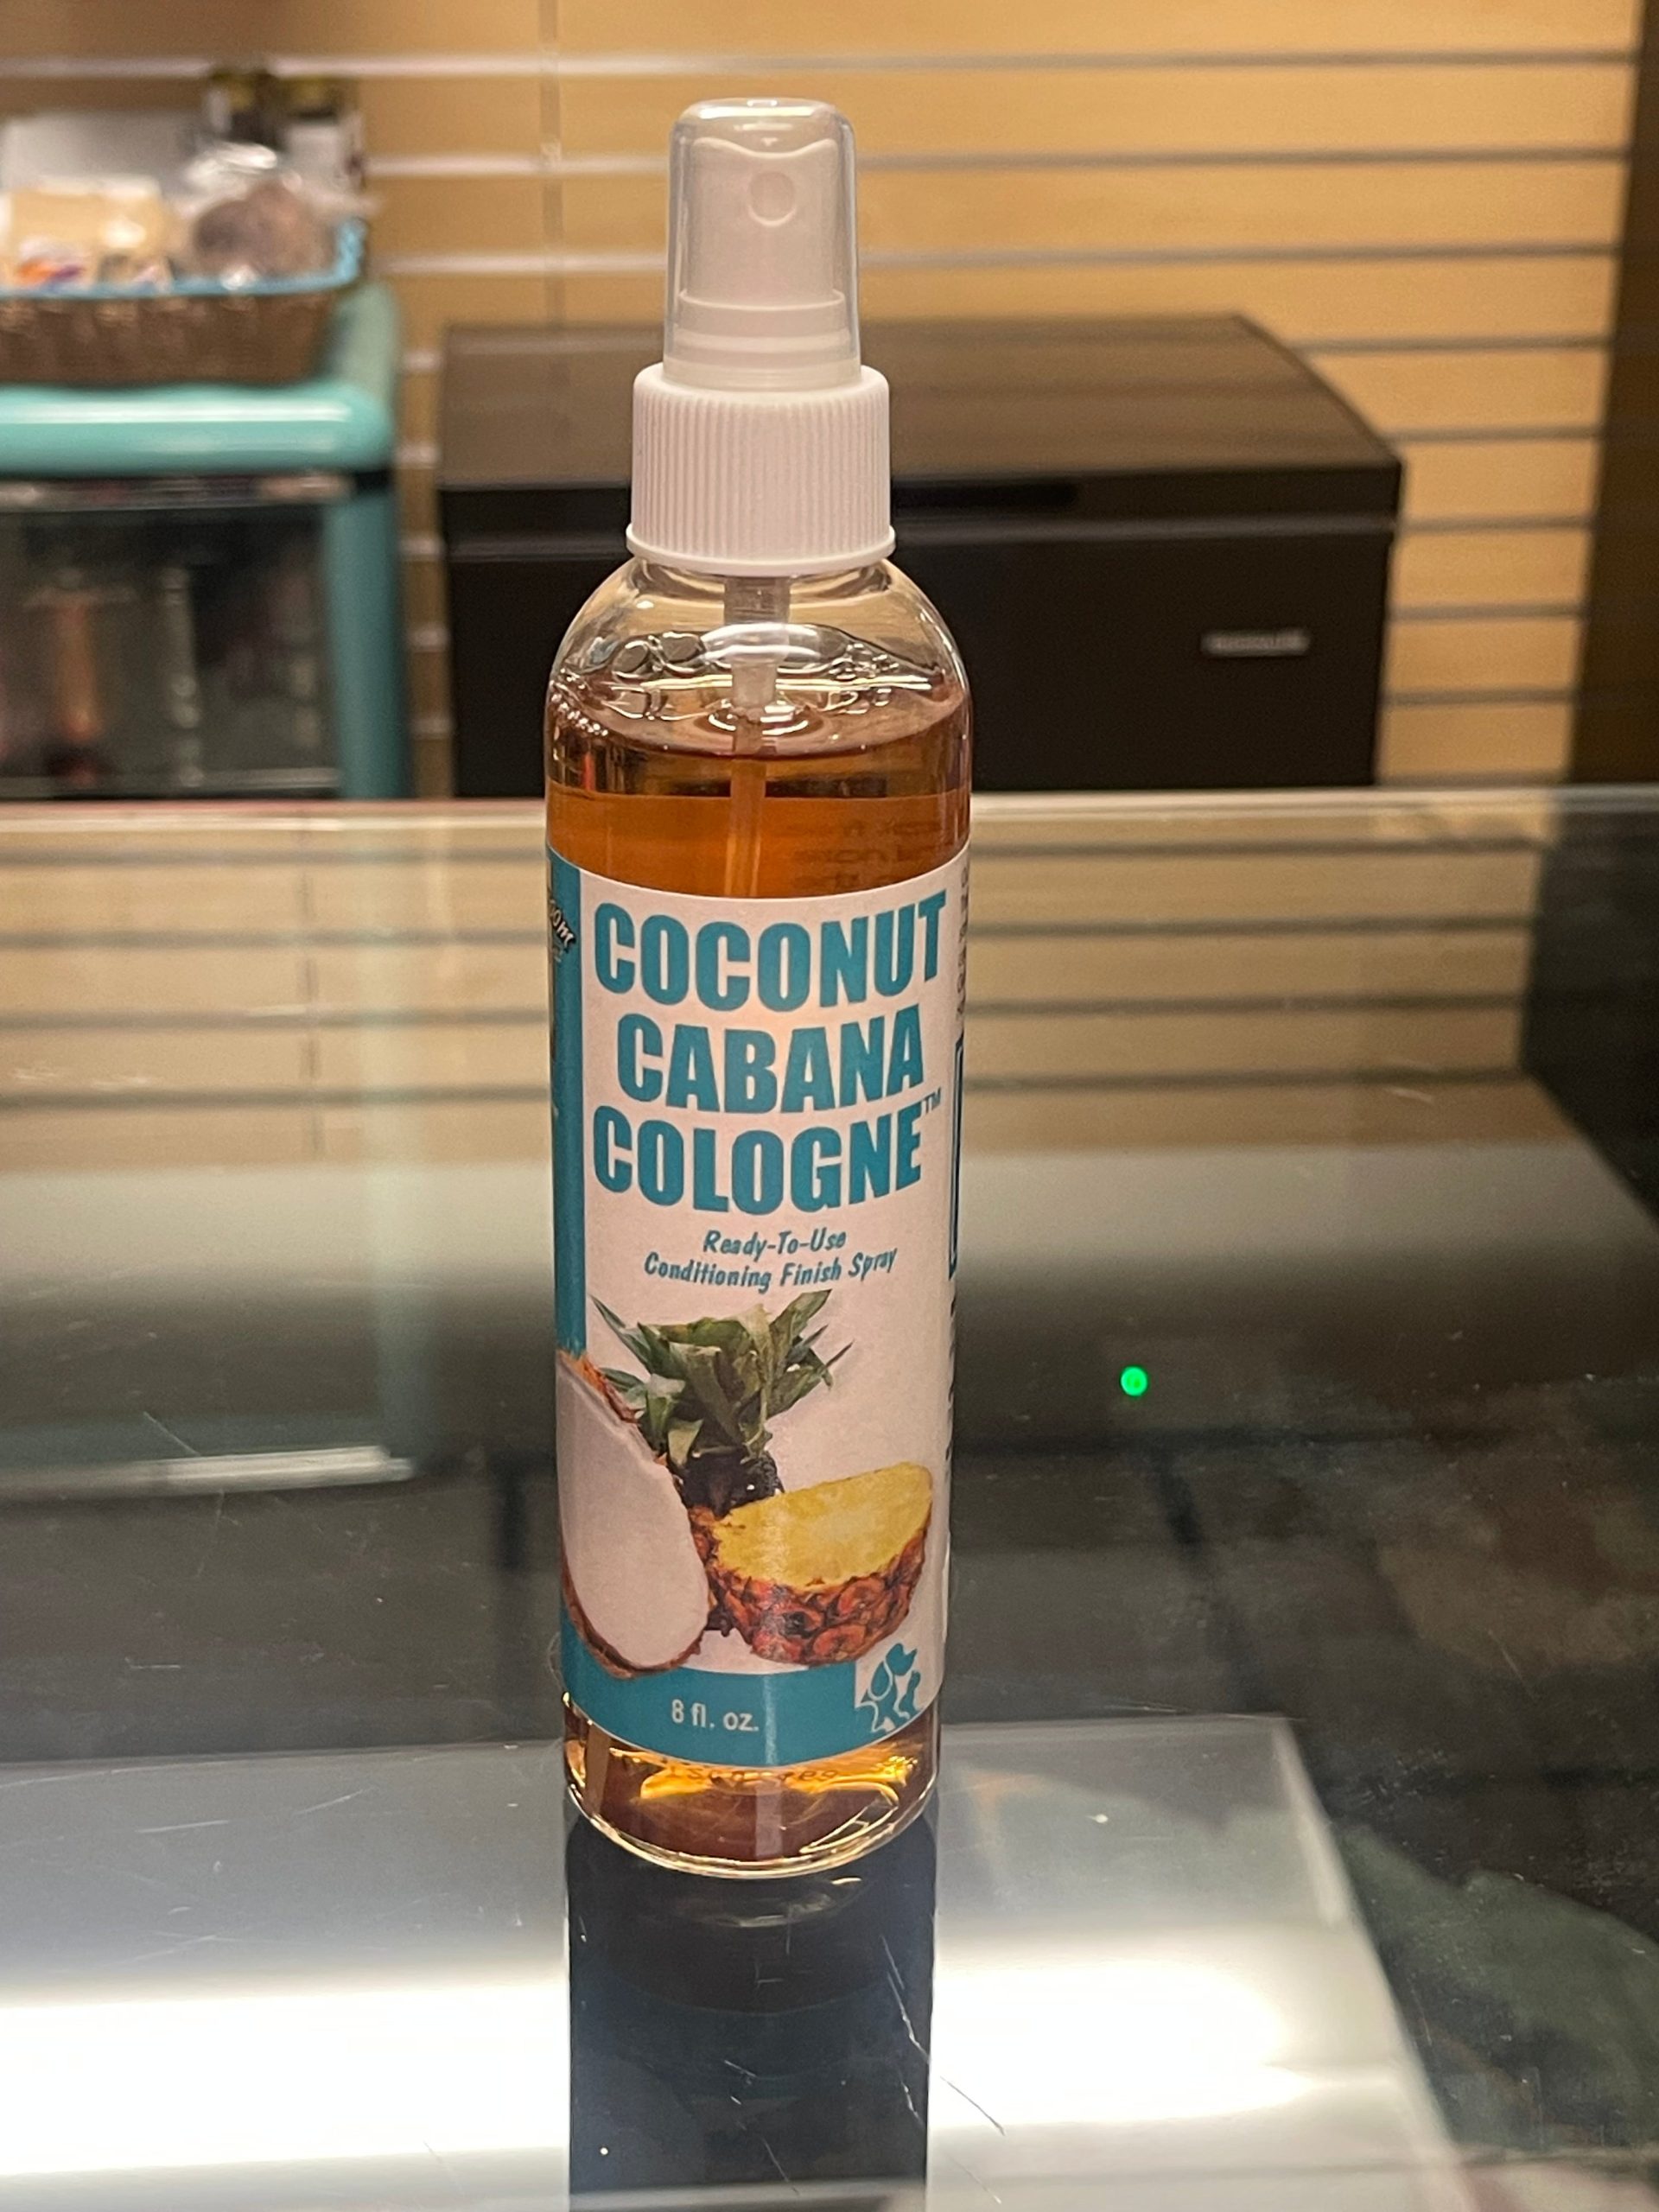 COCONUT
CABANA
COLOGNE™
Ready-To-Use
Conditioning Finish Spray
8 fl. oz.